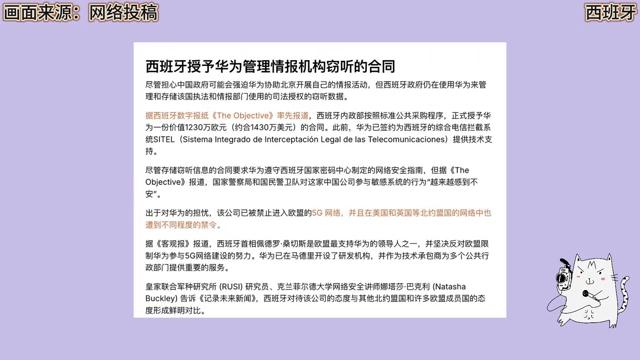 画面来源：网络投稿
西班牙
西班牙授予华为管理情报机构窃听的合同
尽管担心中国政府可能会强迫华为协助北京开展自己的情报活动，但西班牙政府仍在使用华为来管
理和存储该国执法和情报部门使用的司法授权的窃听数据。
据西班牙数字报纸《The Objective》率先报道，西班牙内政部按照标准公共采购程序，正式授予华
为一份价值1230万欧元（约合1430万美元）的合同。此前，华为已签约为西班牙的综合电信拦截系
统SITEL（Sistema Integrado de Interceptación Legal de las Telecomunicaciones）提供技术支
持。
尽管存储窃听信息的合同要求华为遵守西班牙国家密码中心制定的网络安全指南，但据《The
Objective》报道，国家警察局和国民警卫队对这家中国公司参与敏感系统的行为“越来越感到不
安”。
出于对华为的担忧，该公司已被禁止进入欧盟的5G 网络，并且在美国和英国等北约盟国的网络中也
遭到不同程度的禁令。
据《客观报》报道，西班牙首相佩德罗·桑切斯是欧盟最支持华为的领导人之一，并坚决反对欧盟限
制华为参与5G网络建设的努力。华为已在马德里开设了研发机构，并作为技术承包商为多个公共行
政部门提供重要的服务。
皇家联合军种研究所 (RUSI) 研究员、克兰菲尔德大学网络安全讲师娜塔莎·巴克利 (Natasha
Buckley) 告诉《记录未来新闻》，西班牙对待该公司的态度与其他北约盟国和许多欧盟成员国的态
度形成鲜明对比。